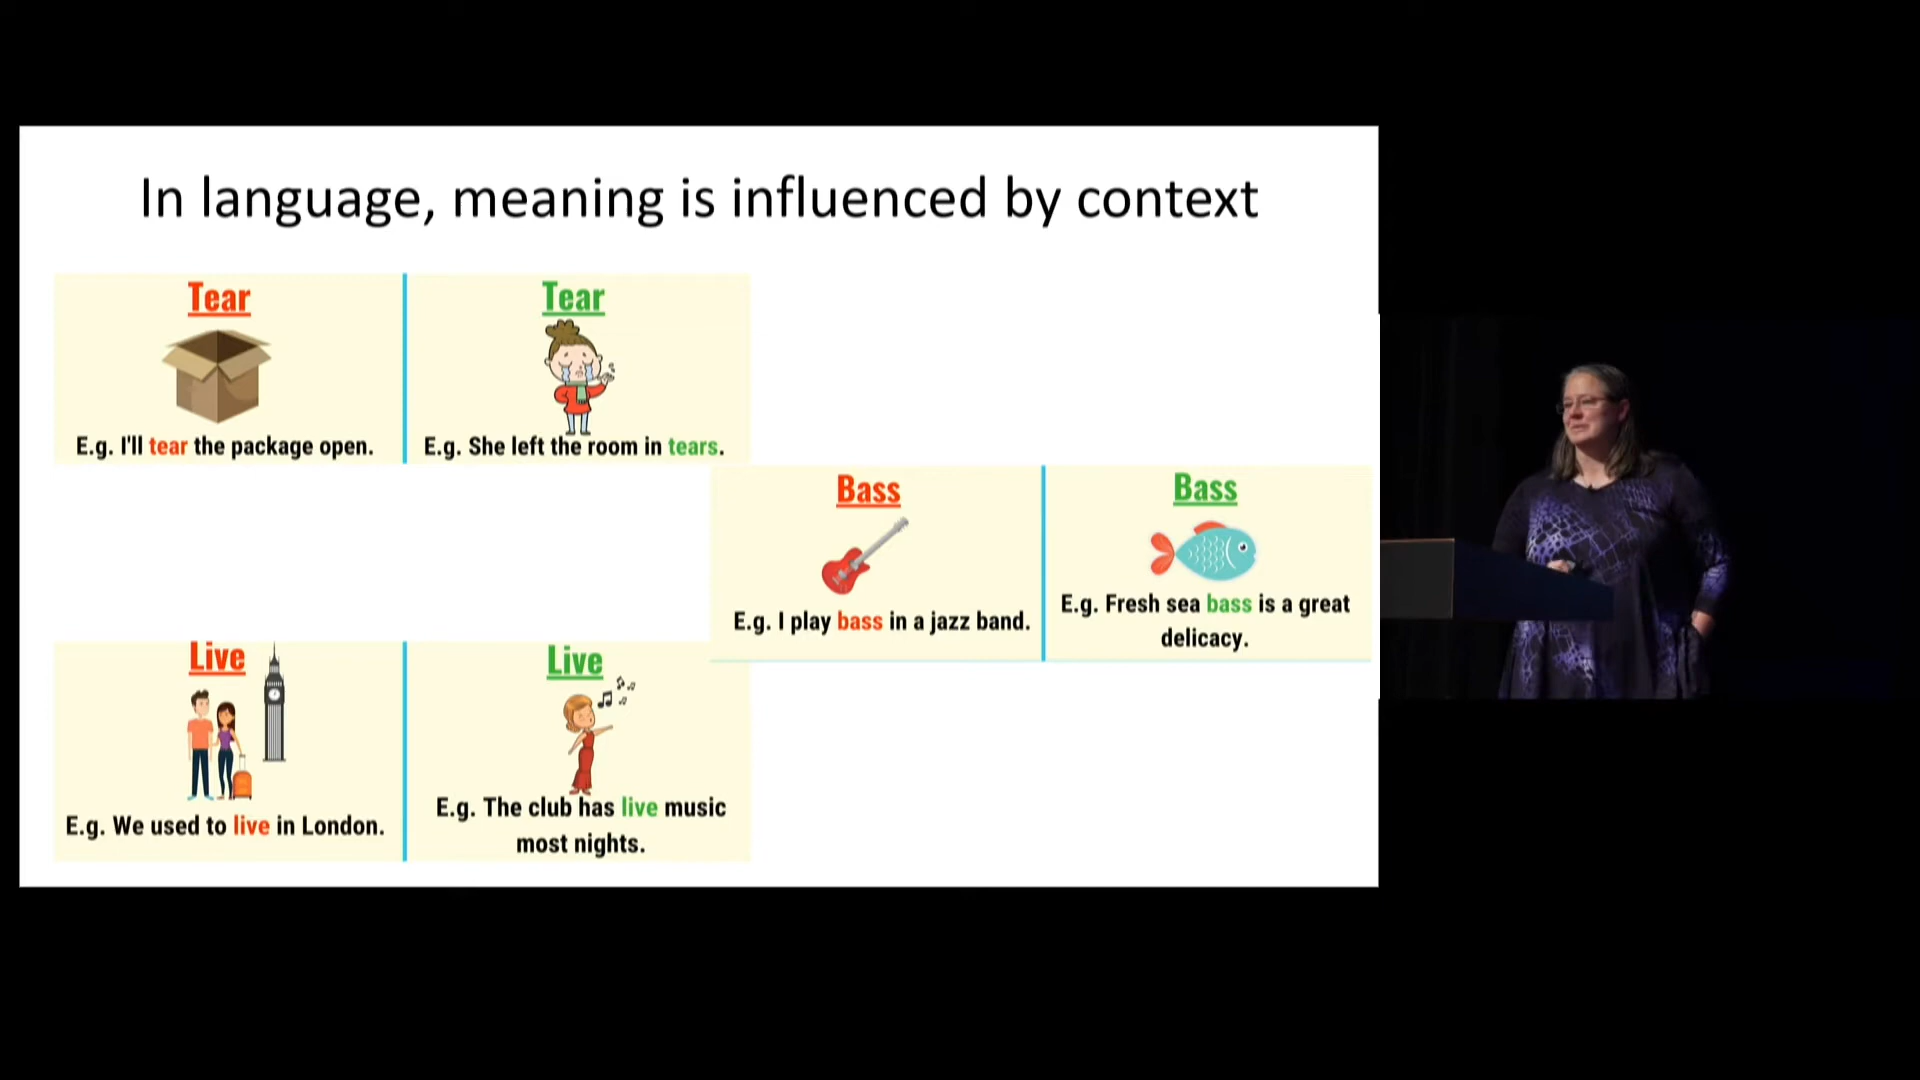 In language, meaning is influenced by context
Tear
E.g. I'll tear the package open.
Tear
E.g. She left the room in tears.
Bass
E.g. I play bass in a jazz band.
Bass
E.g. Fresh sea bass is a great
delicacy.
Live
E.g. We used to live in London.
Live
E.g. The club has live music
most nights.